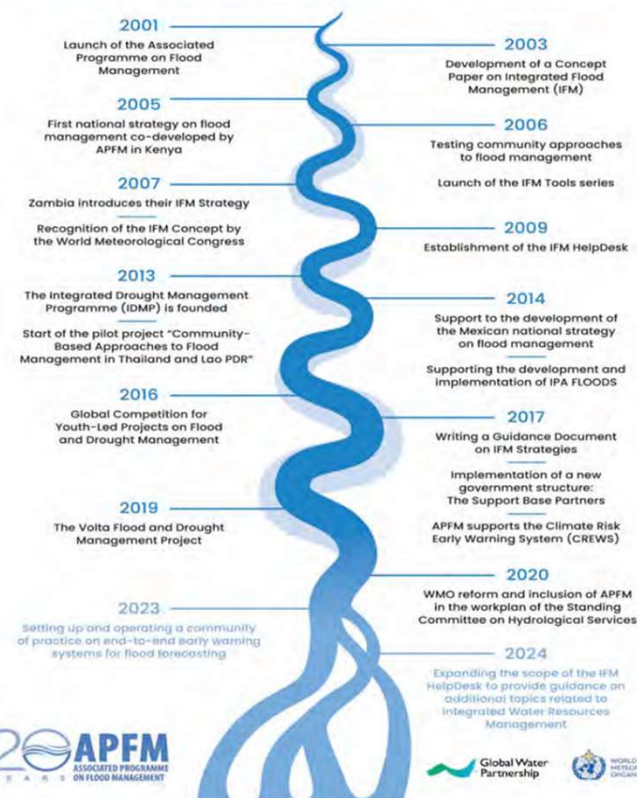 2001
Launch of the Associated
Programme on Flood
Management
2003
Development of a Concept
Paper on Integrated Flood
Management (IFM)
2005
First national strategy on flood
management co-developed by
APFM in Kenya
2006
Testing community approaches
to flood management
Launch of the IFM Tools series
2007
Zambia introduces their IFM Strategy
Recognition of the IFM Concept by
the World Meteorological Congress
2009
Establishment of the IFM HelpDesk
2013
The Integrated Drought Management
Programme (IDMP) is founded
Start of the pilot project "Community-
Based Approaches to Flood
Management in Thailand and Lao PDR"
2014
Support to the development of
the Mexican national strategy
on flood management
Supporting the development and
implementation of IPA FLOODS
2016
Global Competition for
Youth-Led Projects on Flood
and Drought Management
2017
Writing a Guidance Document
on IFM Strategies
Implementation of a new
government structure:
The Support Base Partners
APFM supports the Climate Risk
Early Warning System (CREWS)
2019
The Volta Flood and Drought
Management Project
2020
WMO reform and inclusion of APFM
in the workplan of the Standing
Committee on Hydrological Services
2023
Setting up and operating a community
of practice on end-to-end early warning
systems for flood forecasting
2024
Expanding the scope of the IFM
HelpDesk to provide guidance on
additional topics related to
Integrated Water Resources
Management
20
YEARS
APFM
ASSOCIATED PROGRAMME
ON FLOOD MANAGEMENT
Global Water
Partnership
WORLD
METEOR
ORGANI